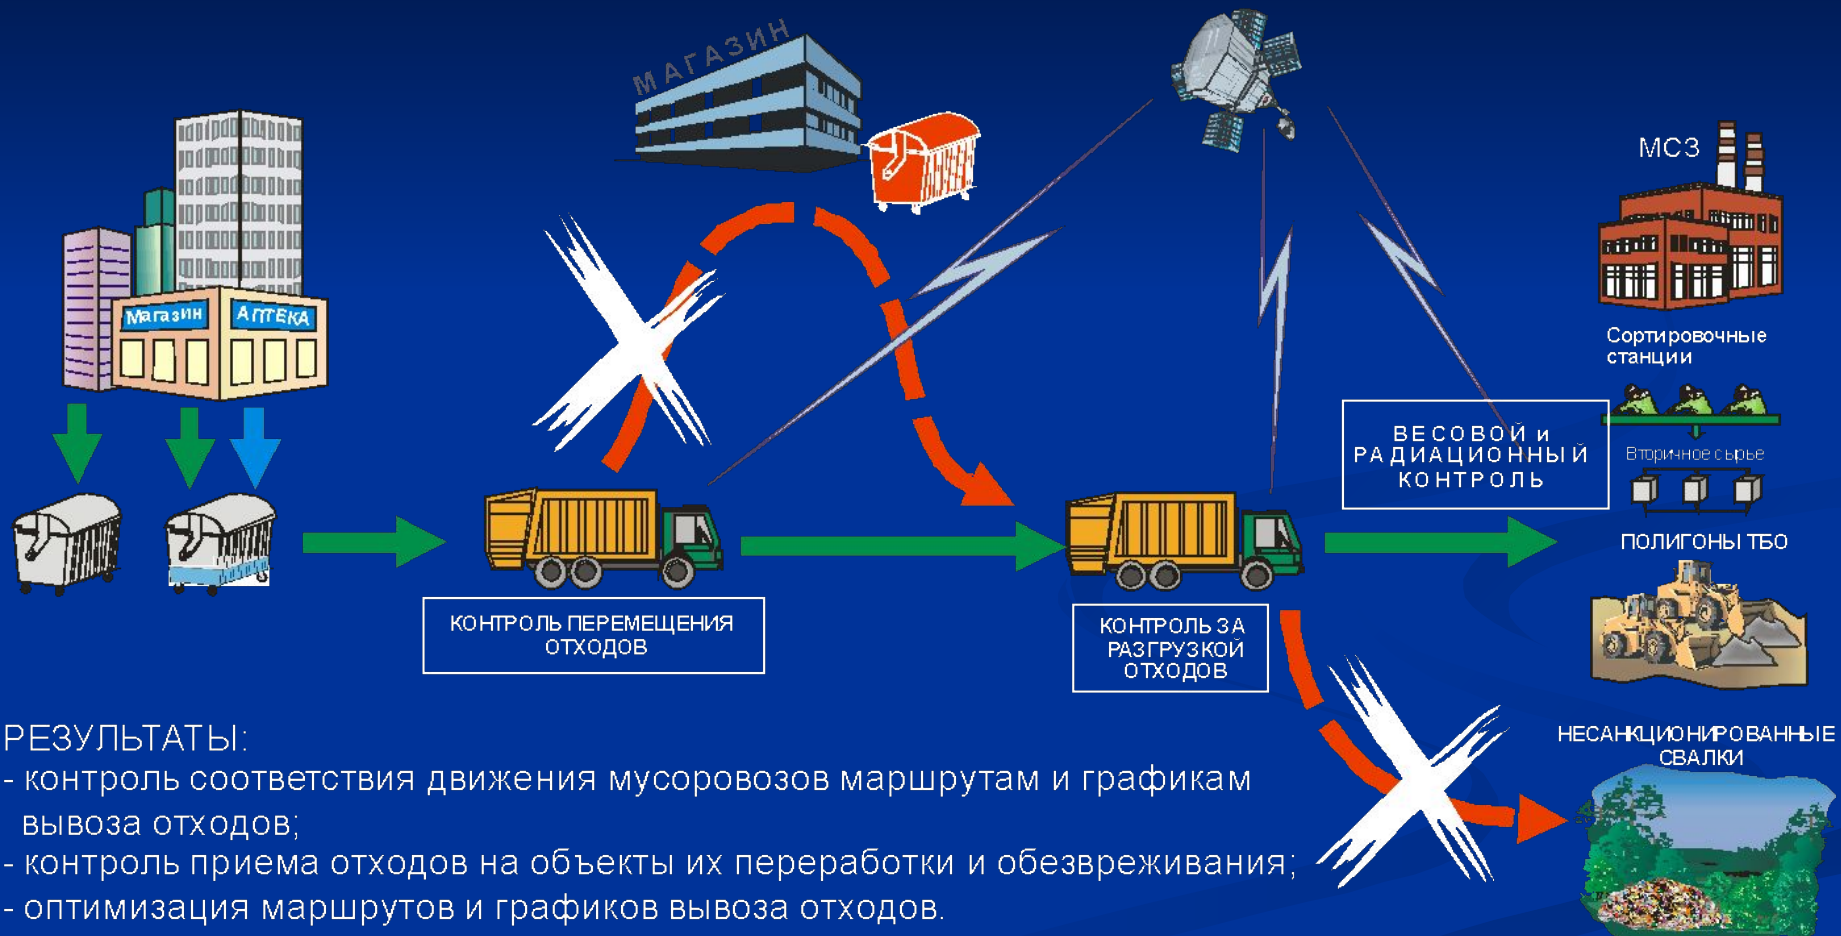 МАГАЗИН
МСЗ
Магазин
АПТЕКА
Сортировочные
станции
ВЕСОВОЙ и
РАДИАЦИОННЫЙ
КОНТРОЛЬ
Вторичное сырье
ПОЛИГОНЫ ТБО
КОНТРОЛЬ ПЕРЕМЕЩЕНИЯ
ОТХОДОВ
КОНТРОЛЬ ЗА
РАЗГРУЗКОЙ
ОТХОДОВ
НЕСАНКЦИОНИРОВАННЫЕ
СВАЛКИ
РЕЗУЛЬТАТЫ:
- контроль соответствия движения мусоровозов маршрутам и графикам
вывоза отходов;
- контроль приема отходов на объекты их переработки и обезвреживания;
- оптимизация маршрутов и графиков вывоза отходов.